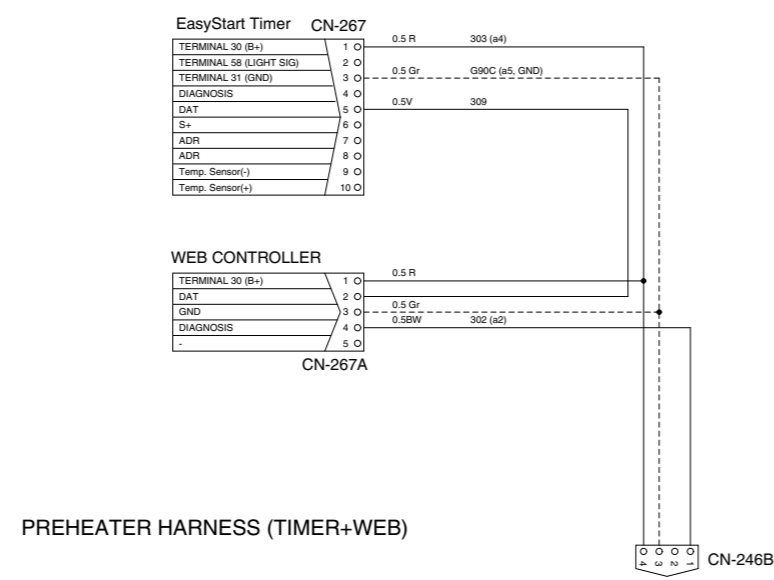 EasyStart Timer CN-267
TERMINAL 30 (B+) 1 0.5 R 303 (a4)
TERMINAL 58 (LIGHT SIG) 2
TERMINAL 31 (GND) 3 0.5 Gr G90C (a5, GND)
DIAGNOSIS 4
DAT 5 0.5V 309
S+ 6
ADR 7
ADR 8
Temp. Sensor(-) 9
Temp. Sensor(+) 10
WEB CONTROLLER
TERMINAL 30 (B+) 1 0.5 R
DAT 2
GND 3 0.5 Gr
DIAGNOSIS 4 0.5BW 302 (a2)
- 5
CN-267A
PREHEATER HARNESS (TIMER+WEB)
4 3 2 1 CN-246B